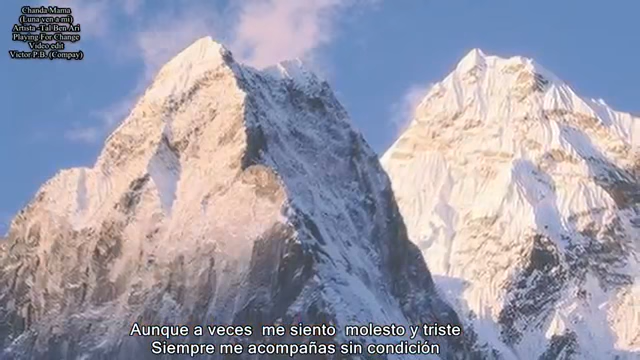 Chanda Mama
(Luna ven a mi)
Artista -Tal Ben Ari
Playing For Change
Video edit
Victor P.B. (Compay)
Aunque a veces me siento molesto y triste
Siempre me acompañas sin condición